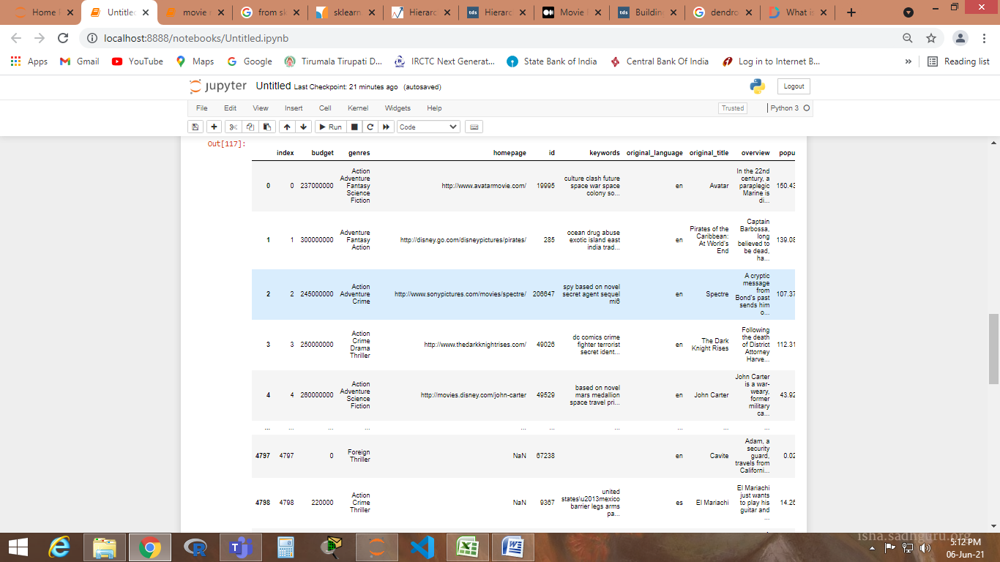 Home
Untitled
movie
from sk
sklearn
Hierarc
tds Hierarc
Movie
tds Building
dendro
What is
localhost:8888/notebooks/Untitled.ipynb
Apps Gmail YouTube Maps Google Tirumala Tirupati D... IRCTC Next Generat... State Bank of India Central Bank Of India Log in to Internet B... » Reading list
jupyter Untitled Last Checkpoint: 21 minutes ago (autosaved) Logout
File Edit View Insert Cell Kernel Widgets Help Trusted Python 3
Run Code
Out[117]:
index budget genres homepage id keywords original_language original_title overview popu
0 0 237000000 Action Adventure Fantasy Science Fiction http://www.avatarmovie.com/ 19995 culture clash future space war space colony so... en Avatar In the 22nd century, a paraplegic Marine is di... 150.43
1 1 300000000 Adventure Fantasy Action http://disney.go.com/disneypictures/pirates/ 285 ocean drug abuse exotic island east india trad... en Pirates of the Caribbean: At World's End Captain Barbossa, long believed to be dead, ha... 139.08
2 2 245000000 Action Adventure Crime http://www.sonypictures.com/movies/spectre/ 206647 spy based on novel secret agent sequel mi6 en Spectre A cryptic message from Bond's past sends him o... 107.37
3 3 250000000 Action Crime Drama Thriller http://www.thedarkknightrises.com/ 49026 dc comics crime fighter terrorist secret ident... en The Dark Knight Rises Following the death of District Attorney Harve... 112.31
4 4 260000000 Action Adventure Science Fiction http://movies.disney.com/john-carter 49529 based on novel mars medallion space travel pri... en John Carter John Carter is a war-weary, former military ca... 43.92
... ... ... ... ... ... ... ... ... ...
4797 4797 0 Foreign Thriller NaN 67238 en Cavite Adam, a security guard, travels from Californi... 0.02
4798 4798 220000 Action Crime Thriller NaN 9367 united states\u2013mexico barrier legs arms pa... es El Mariachi El Mariachi just wants to play his guitar and ... 14.26
isha.sadhguru.org
5:12 PM
06-Jun-21